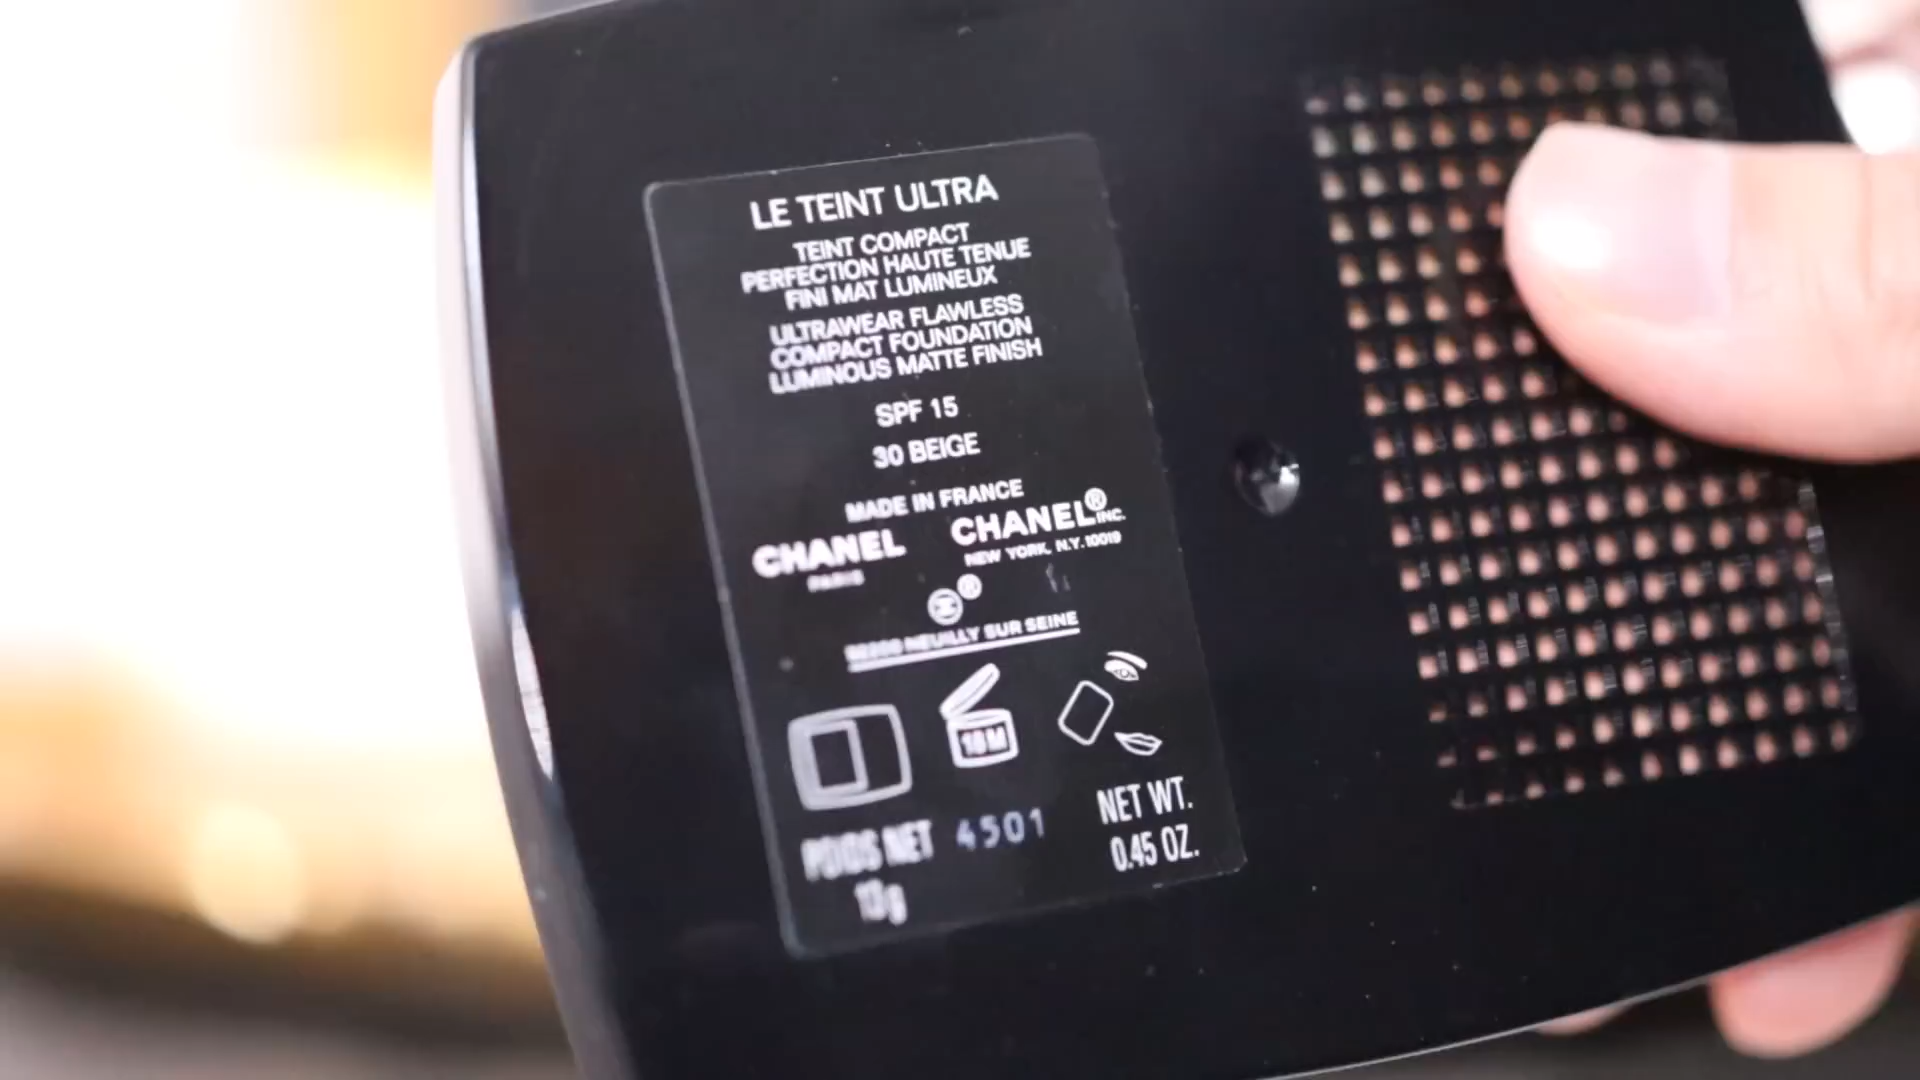 LE TEINT ULTRA
TEINT COMPACT
PERFECTION HAUTE TENUE
FINI MAT LUMINEUX
ULTRAWEAR FLAWLESS
COMPACT FOUNDATION
LUMINOUS MATTE FINISH
SPF 15
30 BEIGE
MADE IN FRANCE
CHANEL
PARIS
CHANEL® INC.
NEW YORK, N.Y. 10019
®
NEUILLY SUR SEINE
18 M
POIDS NET
13g
4501
NET WT.
0.45 OZ.